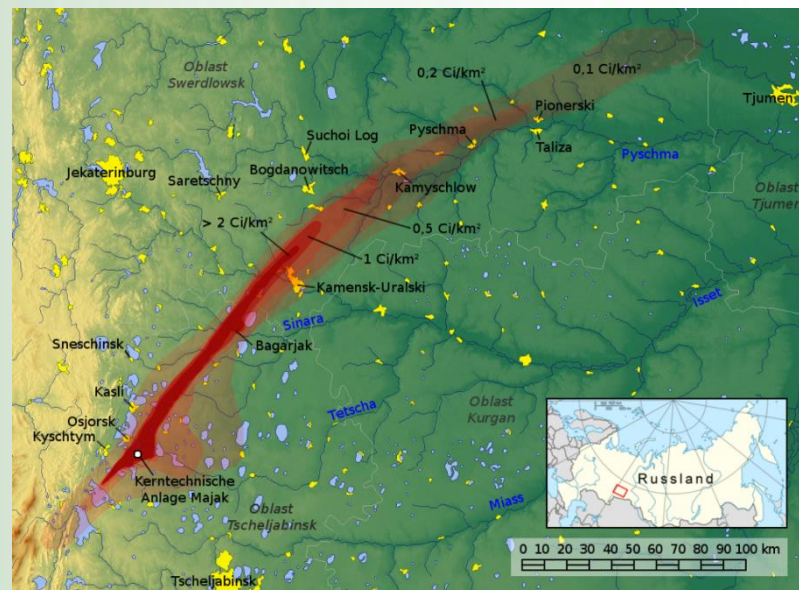 Oblast
Swerdlowsk
0,2 Ci/km²
0,1 Ci/km²
Tjumen
Pionerski
Pyschma
Taliza
Pyschma
Suchoi Log
Bogdanowitsch
Jekaterinburg
Saretschny
Kamyschlow
Oblast
Tjumen
> 2 Ci/km²
0,5 Ci/km²
1 Ci/km²
Kamensk-Uralski
Isset
Sinara
Bagarjak
Sneschinsk
Kasli
Osjorsk
Kyschtym
Tetscha
Oblast
Kurgan
Kerntechnische
Anlage Majak
Oblast
Tscheljabinsk
Miass
Russland
0 10 20 30 40 50 60 70 80 90 100 km
Tscheljabinsk